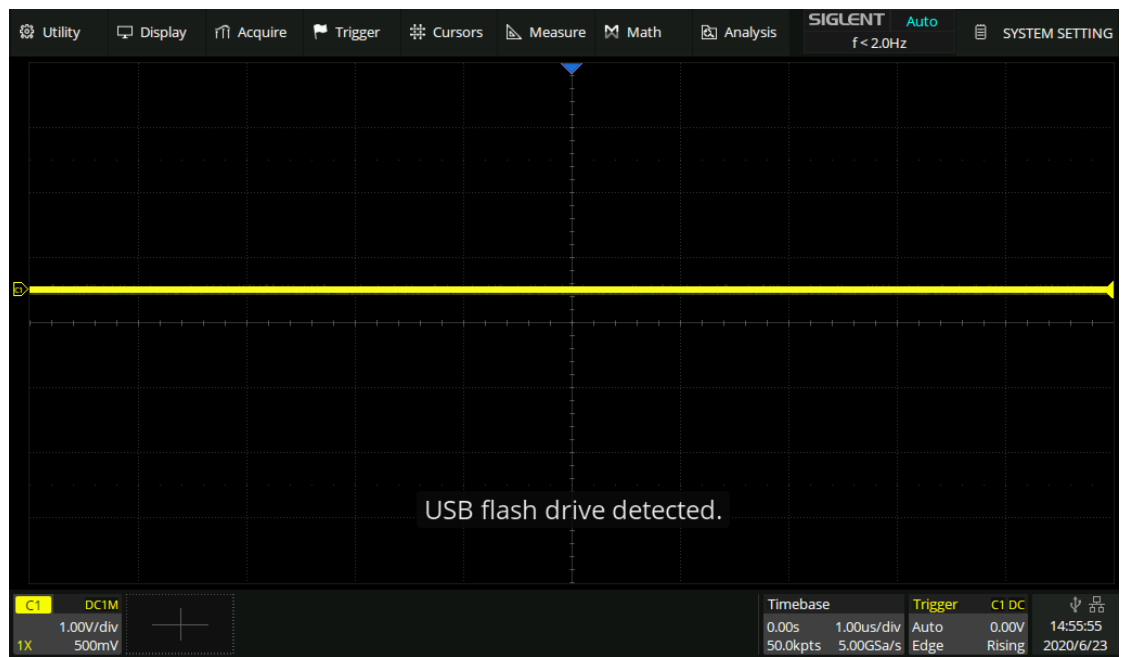 Utility Display Acquire Trigger Cursors Measure Math Analysis SIGLENT Auto SYSTEM SETTING
f < 2.0Hz
C1
USB flash drive detected.
C1 DC1M
1.00V/div
1X 500mV
Timebase
0.00s 1.00us/div
50.0kpts 5.00GSa/s
Trigger C1 DC
Auto 0.00V
Edge Rising
14:55:55
2020/6/23